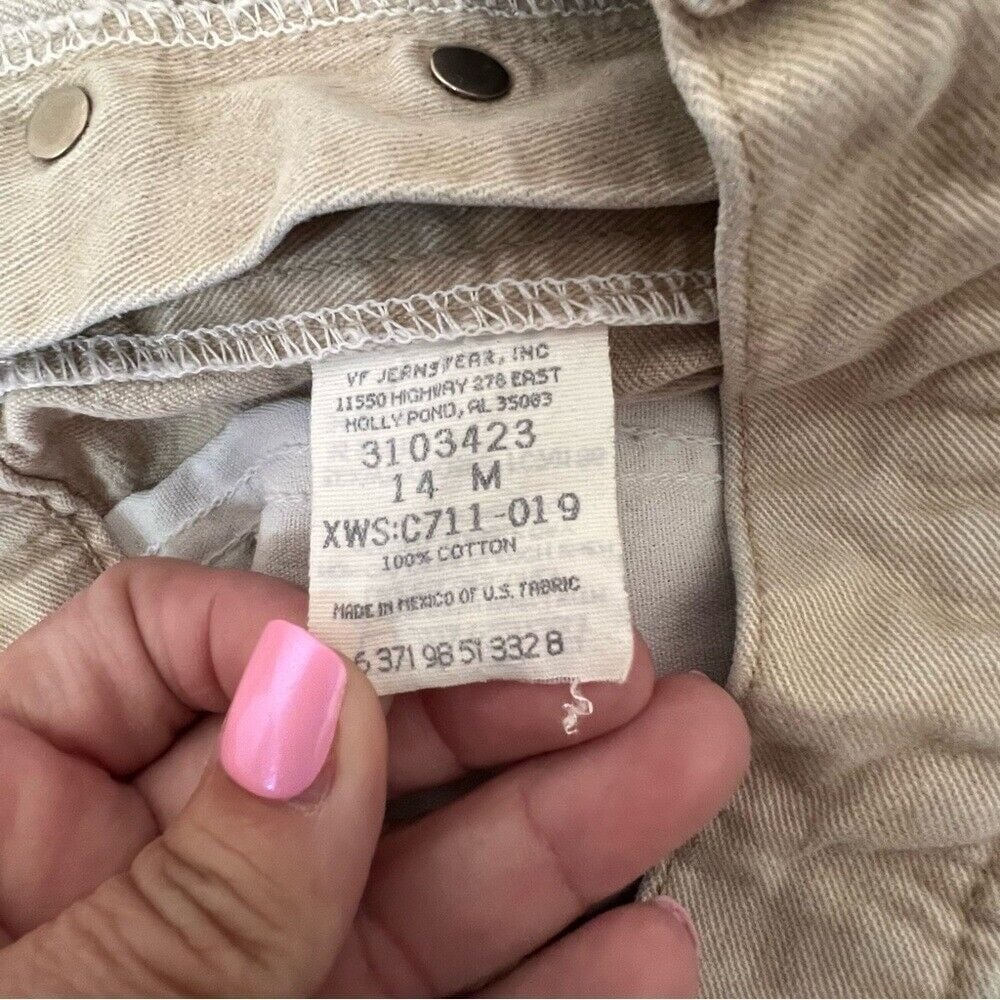 VF JEANSWEAR, INC
11550 HIGHWAY 278 EAST
HOLLY POND, AL 35083
3103423
14 M
XWS:C711-019
100% COTTON
MADE IN MEXICO OF U.S. FABRIC
6 371 98 51 332 8